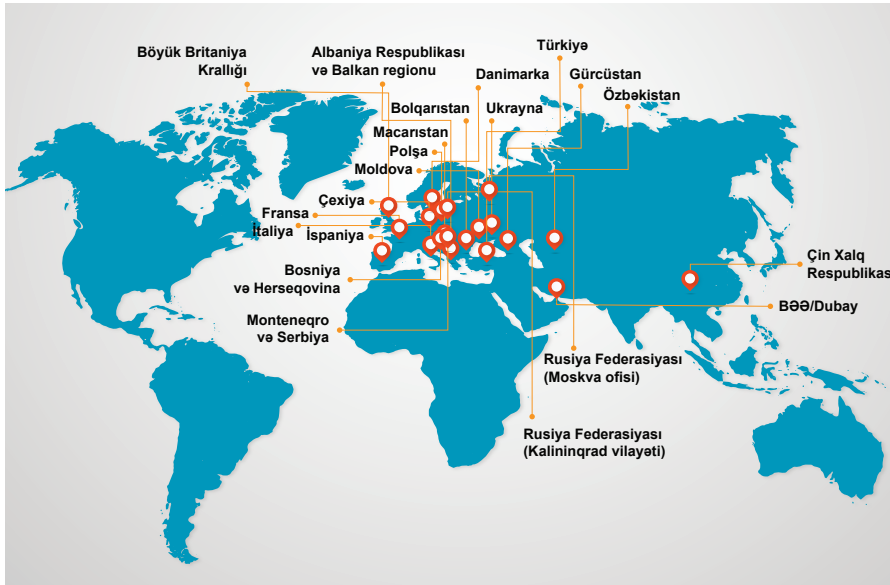 Böyük Britaniya
Krallığı
Albaniya Respublikası
və Balkan regionu
Türkiyə
Danimarka
Gürcüstan
Özbəkistan
Bolqarıstan
Ukrayna
Macarıstan
Polşa
Moldova
Çexiya
Fransa
İtaliya
İspaniya
Bosniya
və Herseqovina
Monteneqro
və Serbiya
Çin Xalq
Respublikas
BƏƏ/Dubay
Rusiya Federasiyası
(Moskva ofisi)
Rusiya Federasiyası
(Kalininqrad vilayəti)